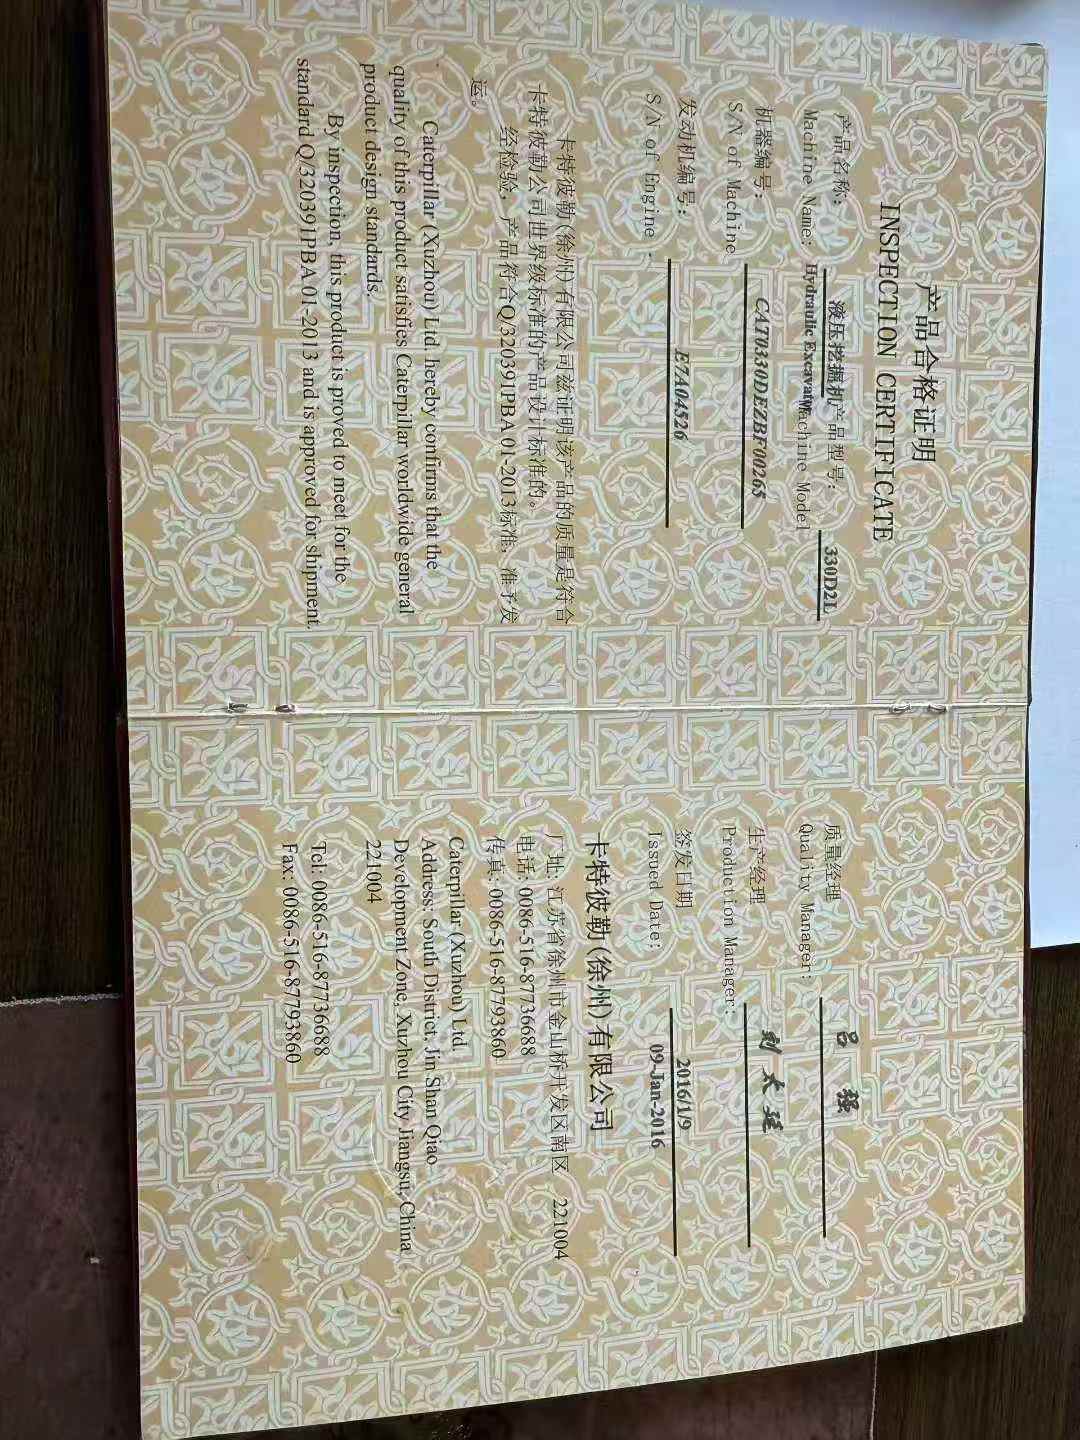 产品合格证明
INSPECTION CERTIFICATE
产品名称: 液压挖掘机 产品型号: 330D2L
Machine Name: Hydraulic Excavator Machine Model
机器编号: CAT0330DEZBF00265
S/N of Machine
发动机编号: E7A04526
S/N of Engine
卡特彼勒(徐州)有限公司兹证明该产品的质量是符合
卡特彼勒公司世界级标准的产品设计标准的。
经检验，产品符合Q/320391PBA 01-2013标准，准予发
运。
Caterpillar (Xuzhou) Ltd. hereby confirms that the
quality of this product satisfies Caterpillar worldwide general
product design standards.
By inspection, this product is proved to meet for the
standard Q/320391PBA 01-2013 and is approved for shipment.
质量经理 吕 强
Quality Manager:
生产经理 刘 太 延
Production Manager:
签发日期 2016/1/9
Issued Date: 09-Jan-2016
卡特彼勒(徐州)有限公司
厂址: 江苏省徐州市金山桥开发区南区 221004
电话: 0086-516-87736688
传真: 0086-516-87793860
Caterpillar (Xuzhou) Ltd.
Address: South District, Jin Shan Qiao
Development Zone, Xuzhou City, Jiangsu, China
221004
Tel: 0086-516-87736688
Fax: 0086-516-87793860